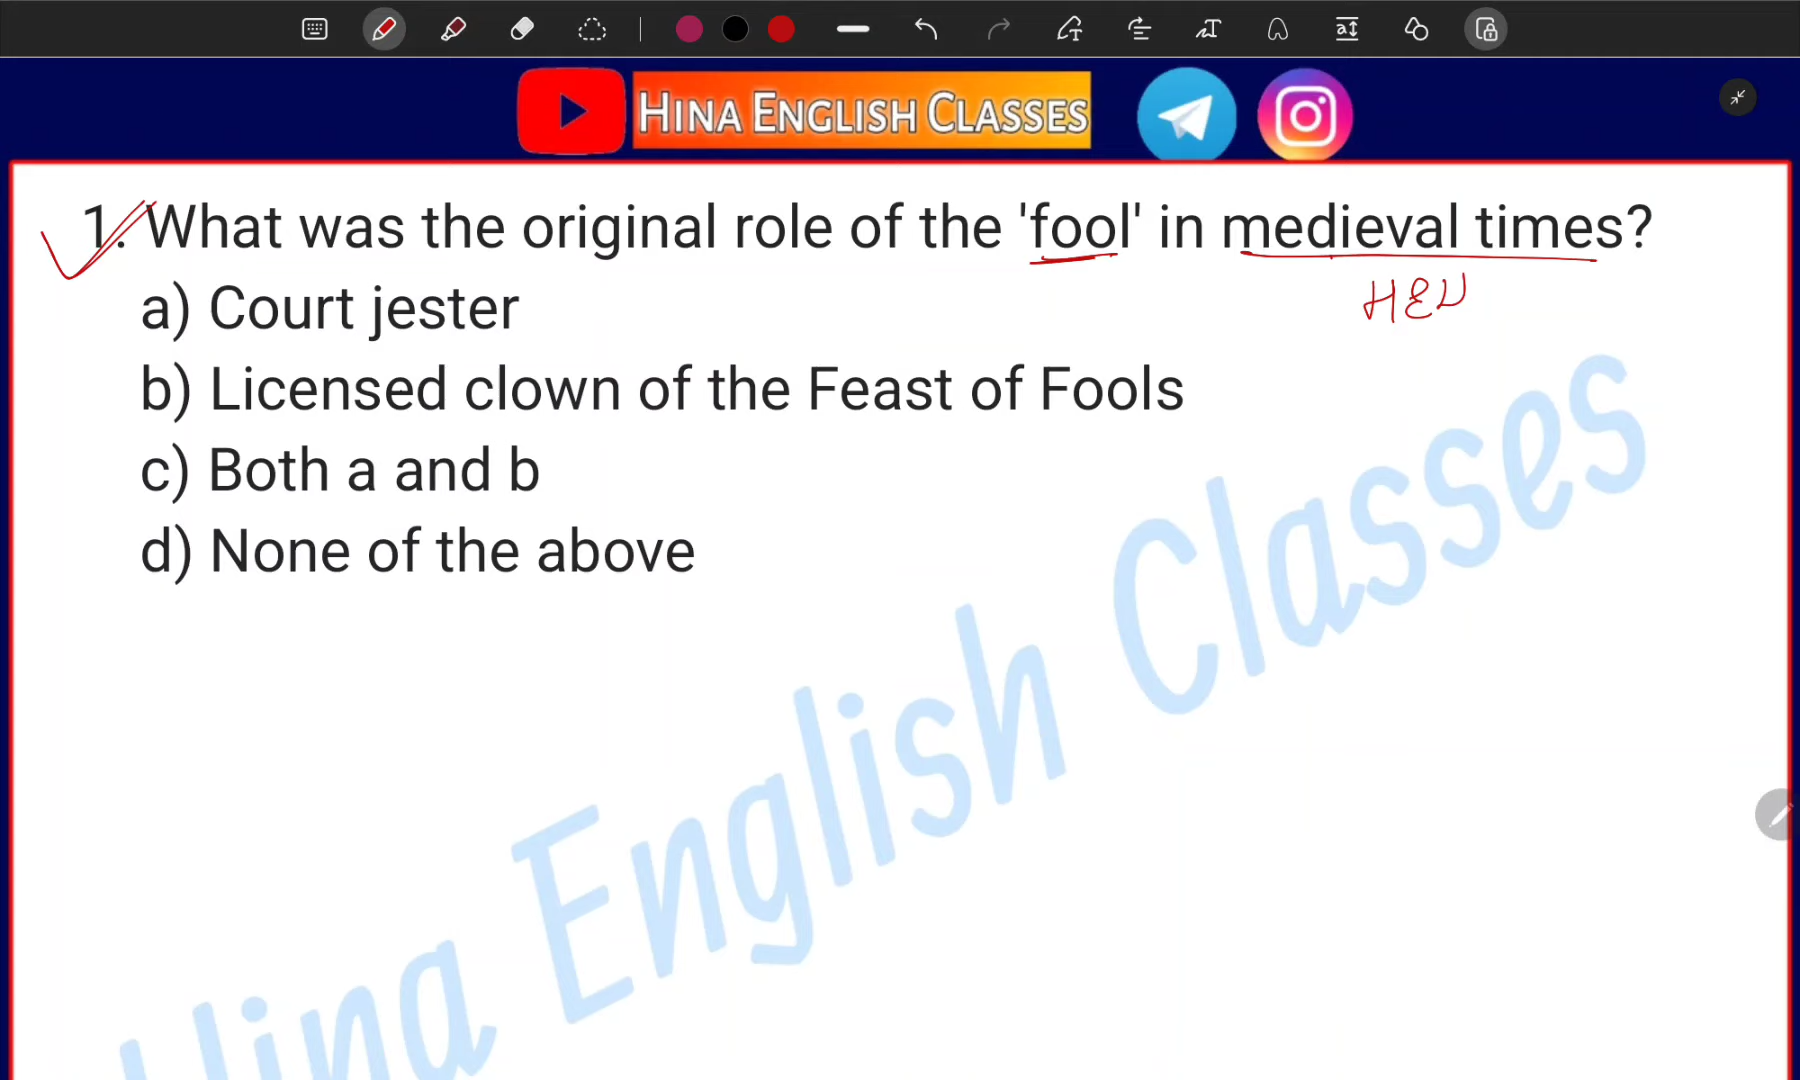 HINA ENGLISH CLASSES
1. What was the original role of the 'fool' in medieval times?
a) Court jester
b) Licensed clown of the Feast of Fools
c) Both a and b
d) None of the above
Hina English Classes